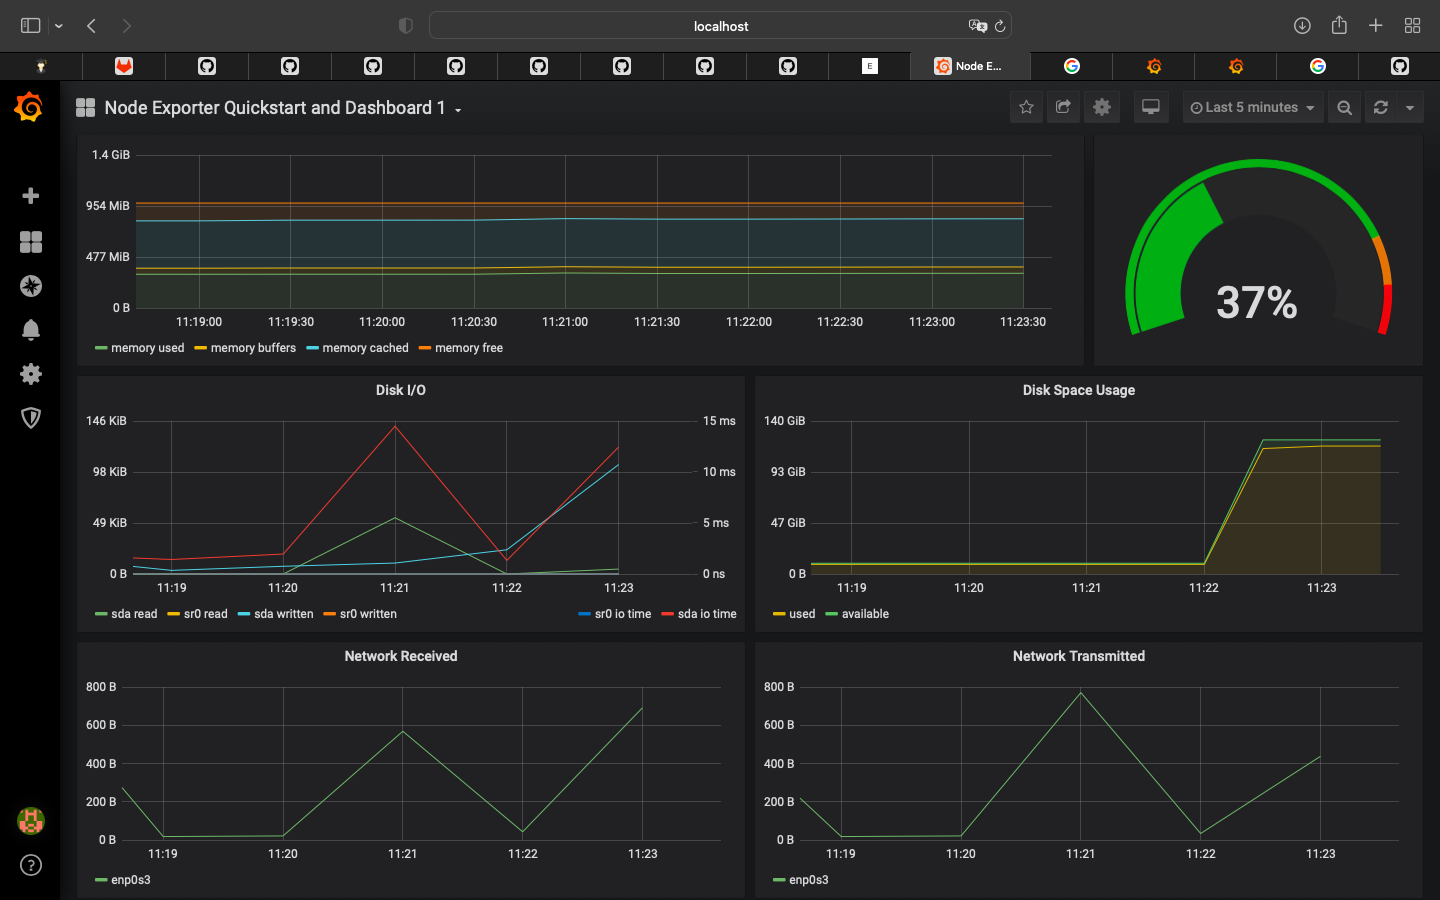 localhost
E
Node E...
Node Exporter Quickstart and Dashboard 1
Last 5 minutes
1.4 GiB
954 MiB
477 MiB
0 B
11:19:00 11:19:30 11:20:00 11:20:30 11:21:00 11:21:30 11:22:00 11:22:30 11:23:00 11:23:30
memory used memory buffers memory cached memory free
37%
Disk I/O
146 KiB
98 KiB
49 KiB
0 B
15 ms
10 ms
5 ms
0 ns
11:19 11:20 11:21 11:22 11:23
sda read sr0 read sda written sr0 written sr0 io time sda io time
Disk Space Usage
140 GiB
93 GiB
47 GiB
0 B
11:19 11:20 11:21 11:22 11:23
used available
Network Received
800 B
600 B
400 B
200 B
0 B
11:19 11:20 11:21 11:22 11:23
enp0s3
Network Transmitted
800 B
600 B
400 B
200 B
0 B
11:19 11:20 11:21 11:22 11:23
enp0s3